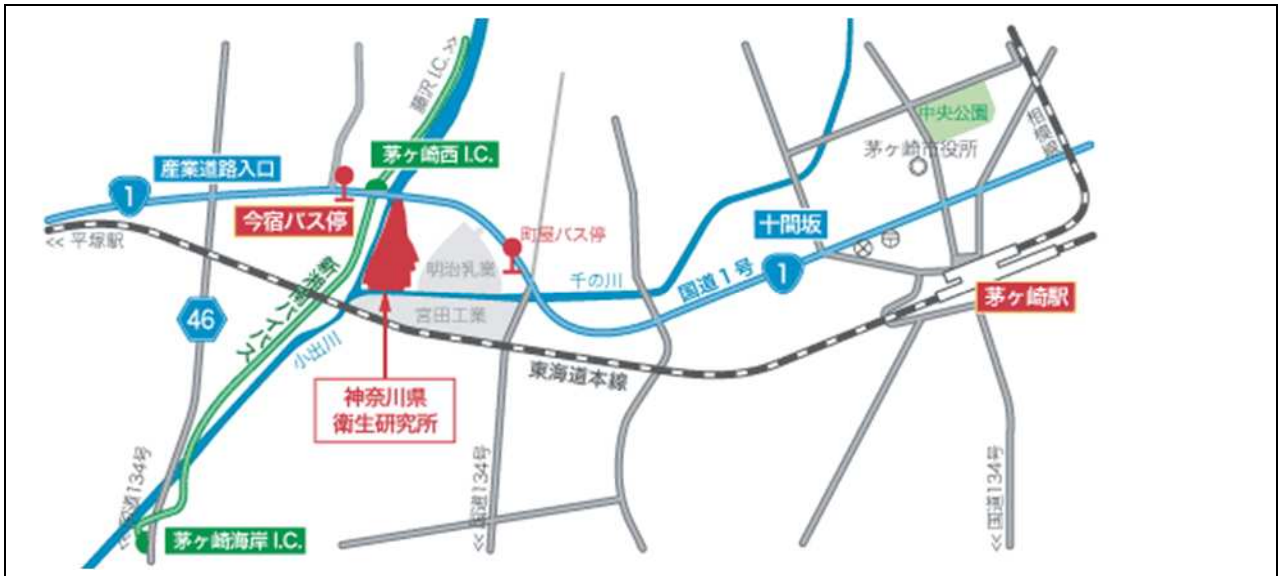 藤沢 I.C. >>
中央公園
相模線
茅ヶ崎市役所
茅ヶ崎西 I.C.
産業道路入口
1
今宿バス停
十間坂
町屋バス停
<< 平塚駅
明治乳業
千の川
国道1号
1
新湘南バイパス
茅ヶ崎駅
46
宮田工業
小出川
東海道本線
神奈川県
衛生研究所
<< 国道134号
<< 国道134号
<< 国道134号
茅ヶ崎海岸 I.C.